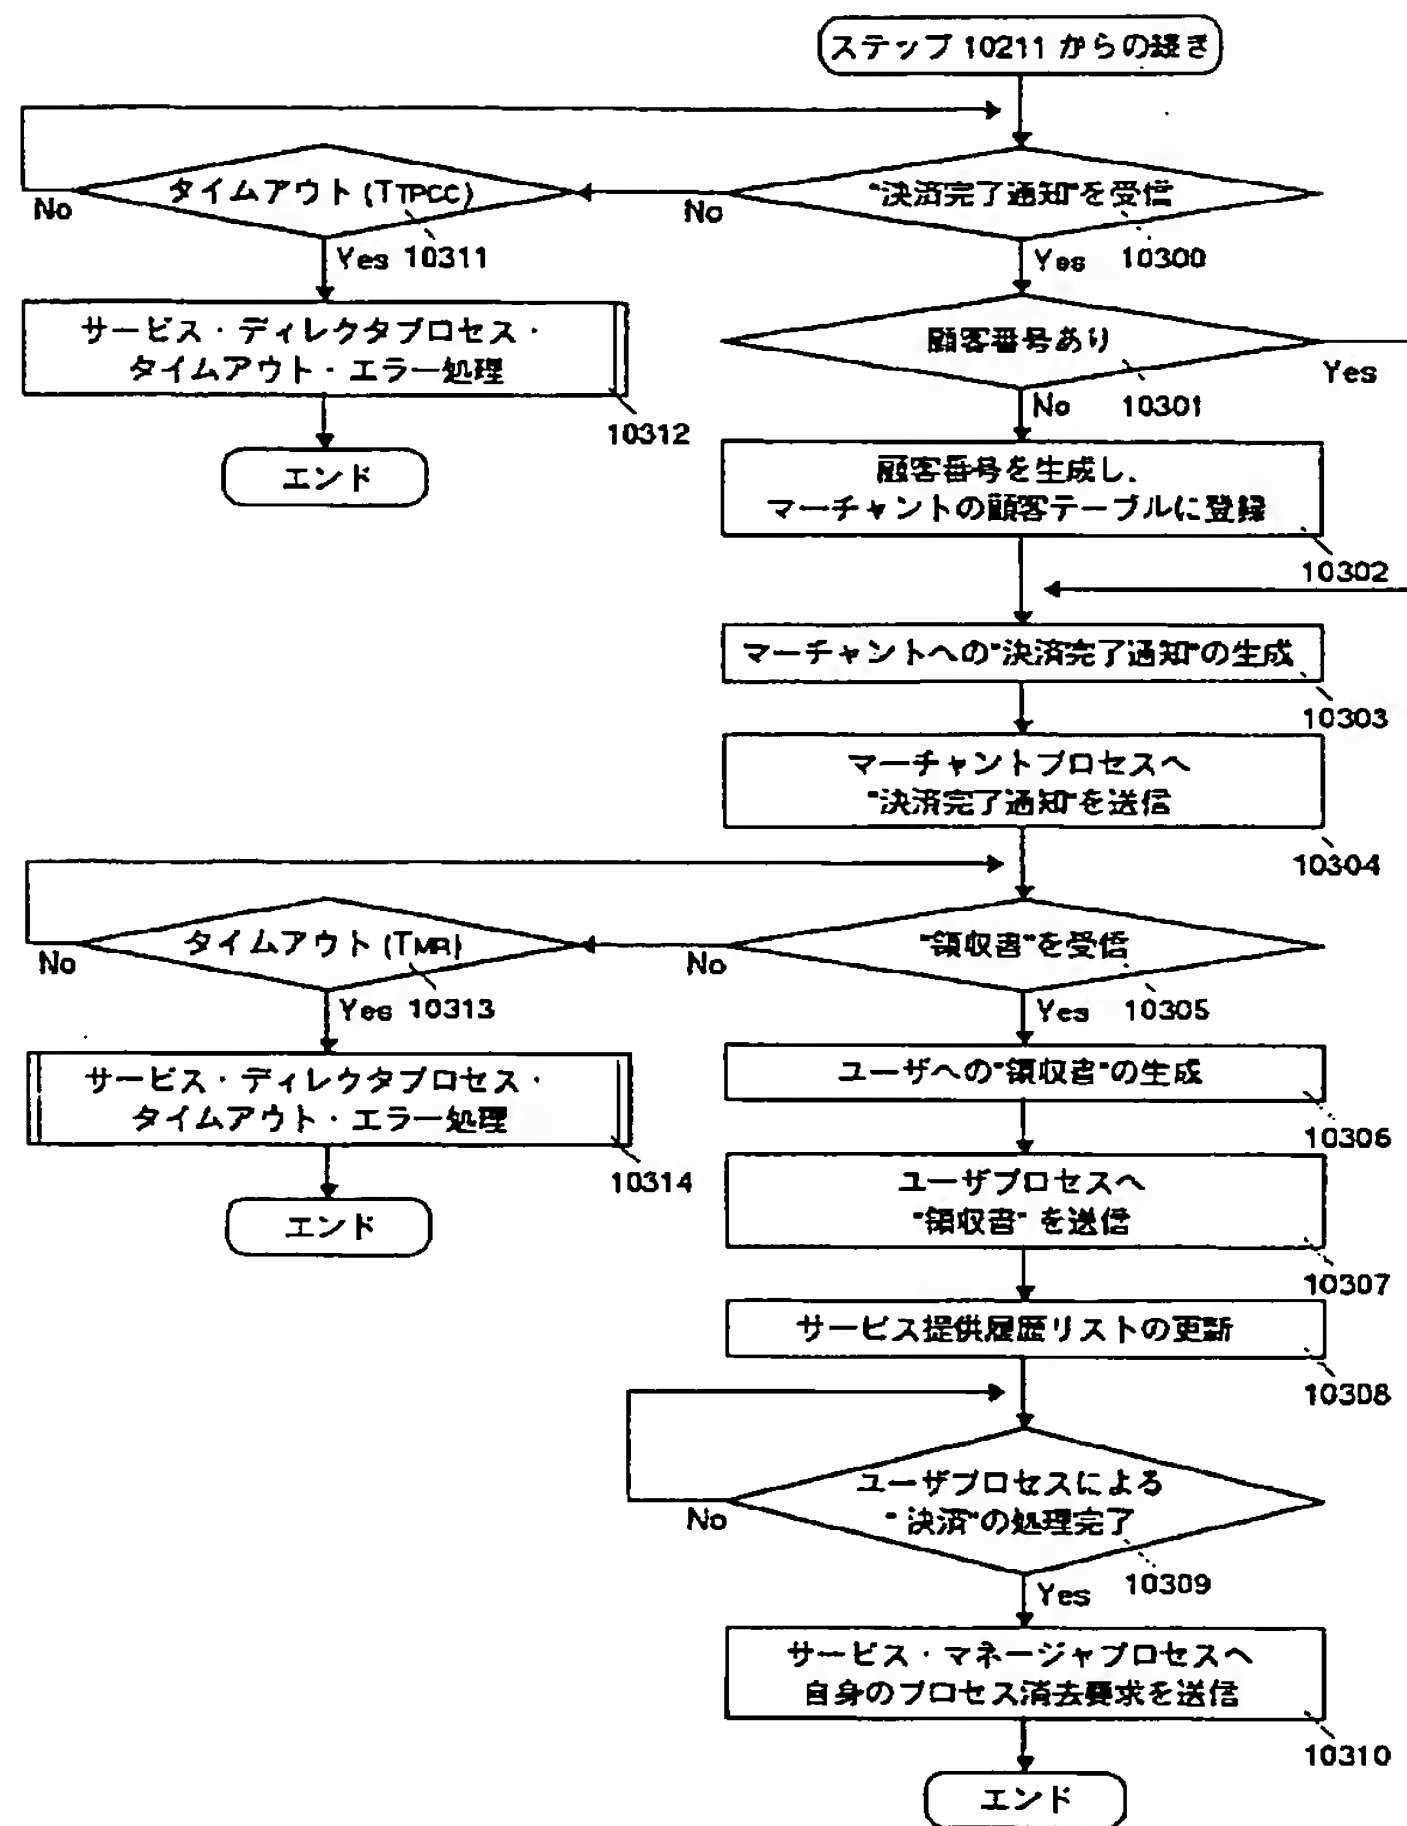 ステップ 10211 からの続き
"決済完了通知"を受信
No
Yes 10300
タイムアウト (TTPCC)
No
Yes 10311
サービス・ディレクタプロセス・
タイムアウト・エラー処理
10312
エンド
顧客番号あり
Yes
No 10301
顧客番号を生成し、
マーチャントの顧客テーブルに登録
10302
マーチャントへの"決済完了通知"の生成
10303
マーチャントプロセスへ
"決済完了通知"を送信
10304
"領収書"を受信
No
Yes 10305
タイムアウト (TMR)
No
Yes 10313
サービス・ディレクタプロセス・
タイムアウト・エラー処理
10314
エンド
ユーザへの"領収書"の生成
10306
ユーザプロセスへ
"領収書" を送信
10307
サービス提供履歴リストの更新
10308
ユーザプロセスによる
"決済"の処理完了
No
Yes 10309
サービス・マネージャプロセスへ
自身のプロセス消去要求を送信
10310
エンド